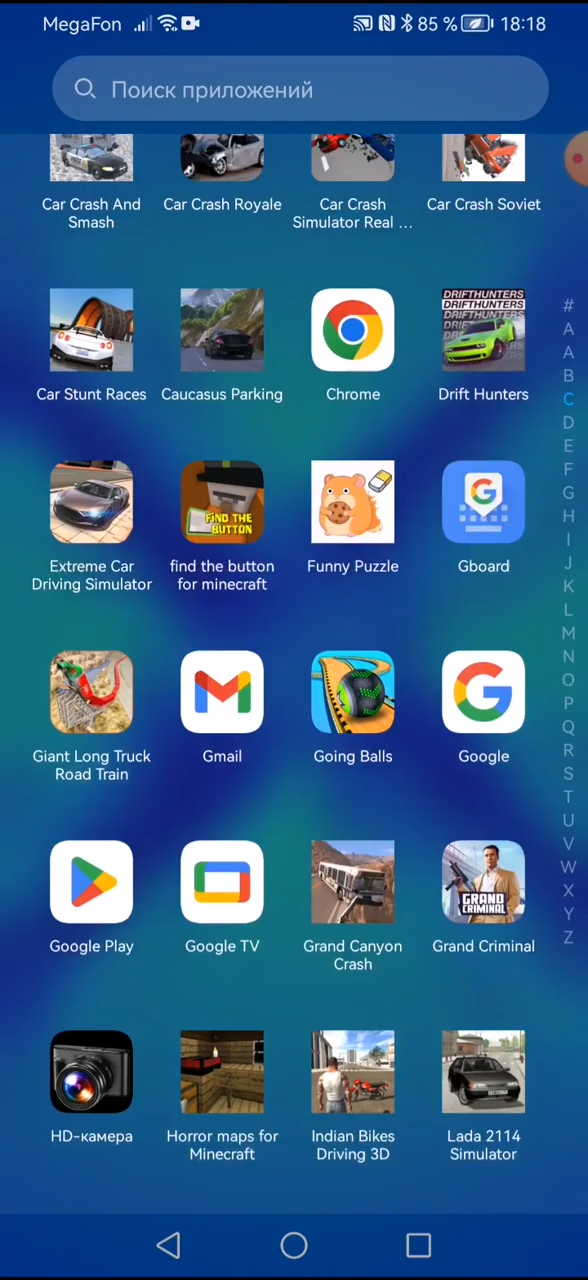 MegaFon 85 % 18:18
Поиск приложений
Car Crash And Smash
Car Crash Royale
Car Crash Simulator Real ...
Car Crash Soviet
DRIFTHUNTERS
DRIFTHUNTERS
Car Stunt Races
Caucasus Parking
Chrome
Drift Hunters
FIND THE
BUTTON
Extreme Car
Driving Simulator
find the button
for minecraft
Funny Puzzle
Gboard
Giant Long Truck
Road Train
Gmail
Going Balls
Google
GRAND
CRIMINAL
Google Play
Google TV
Grand Canyon
Crash
Grand Criminal
HD-камера
Horror maps for
Minecraft
Indian Bikes
Driving 3D
Lada 2114
Simulator
#
A
A
B
C
D
E
F
G
H
I
J
K
L
M
N
O
P
Q
R
S
T
U
V
W
X
Y
Z